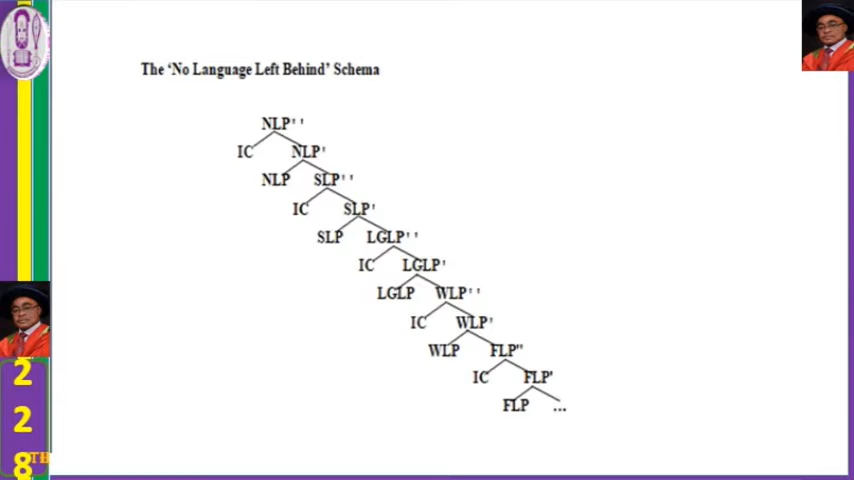 The ‘No Language Left Behind’ Schema
NLP' '
IC NLP'
NLP SLP' '
IC SLP'
SLP LGLP' '
IC LGLP'
LGLP WLP' '
IC WLP'
WLP FLP"
IC FLP'
FLP ...
2
2
8TH